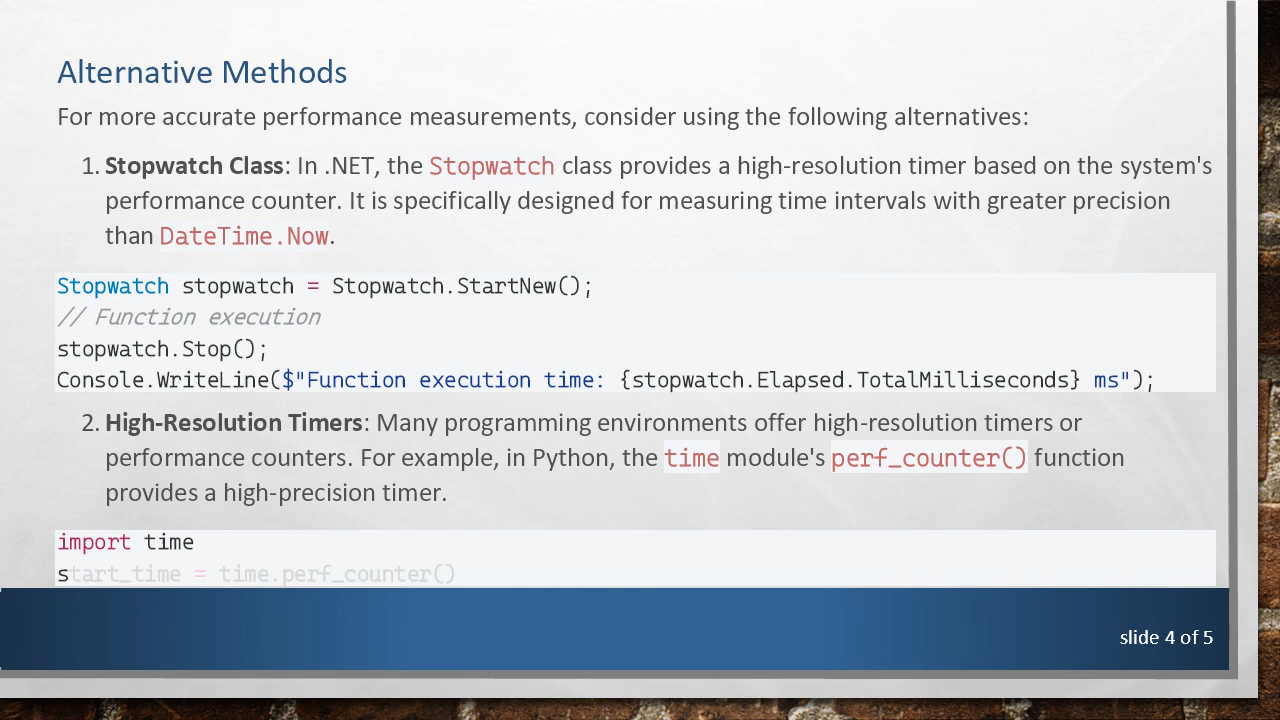 Alternative Methods
For more accurate performance measurements, consider using the following alternatives:
1. Stopwatch Class: In .NET, the Stopwatch class provides a high-resolution timer based on the system's
performance counter. It is specifically designed for measuring time intervals with greater precision
than DateTime.Now.
Stopwatch stopwatch = Stopwatch.StartNew();
// Function execution
stopwatch.Stop();
Console.WriteLine($"Function execution time: {stopwatch.Elapsed.TotalMilliseconds} ms");
2. High-Resolution Timers: Many programming environments offer high-resolution timers or
performance counters. For example, in Python, the time module's perf_counter() function
provides a high-precision timer.
import time
start_time = time.perf_counter()
slide 4 of 5